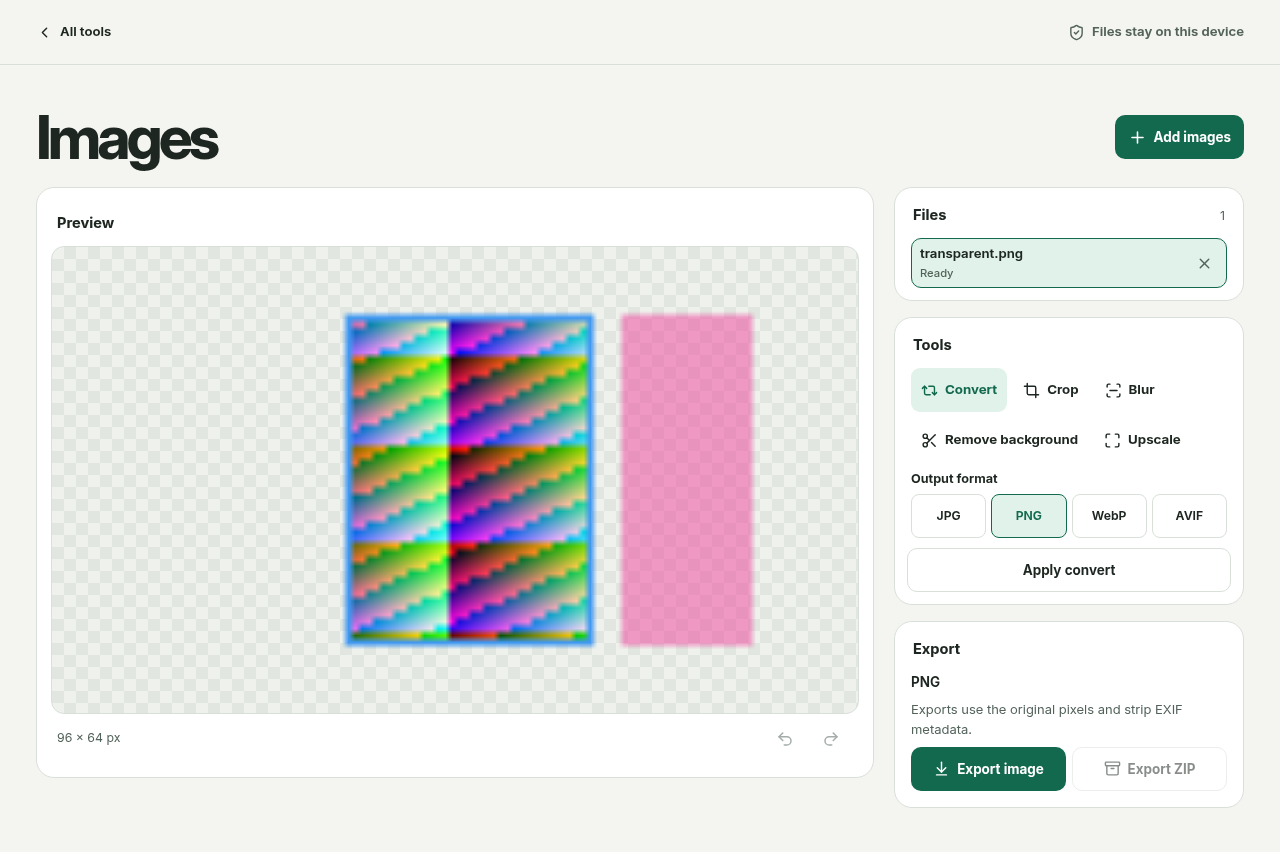 All tools
Files stay on this device
Images
Add images
Preview
96 × 64 px
Files
1
transparent.png
Ready
Tools
Convert
Crop
Blur
Remove background
Upscale
Output format
JPG
PNG
WebP
AVIF
Apply convert
Export
PNG
Exports use the original pixels and strip EXIF
metadata.
Export image
Export ZIP